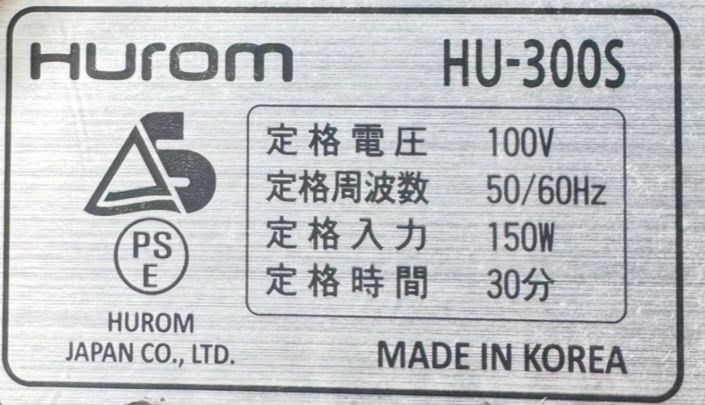 Hurom HU-300S
S
定格電圧 100V
定格周波数 50/60Hz
定格入力 150W
定格時間 30分
PS
E
HUROM
JAPAN CO., LTD.
MADE IN KOREA